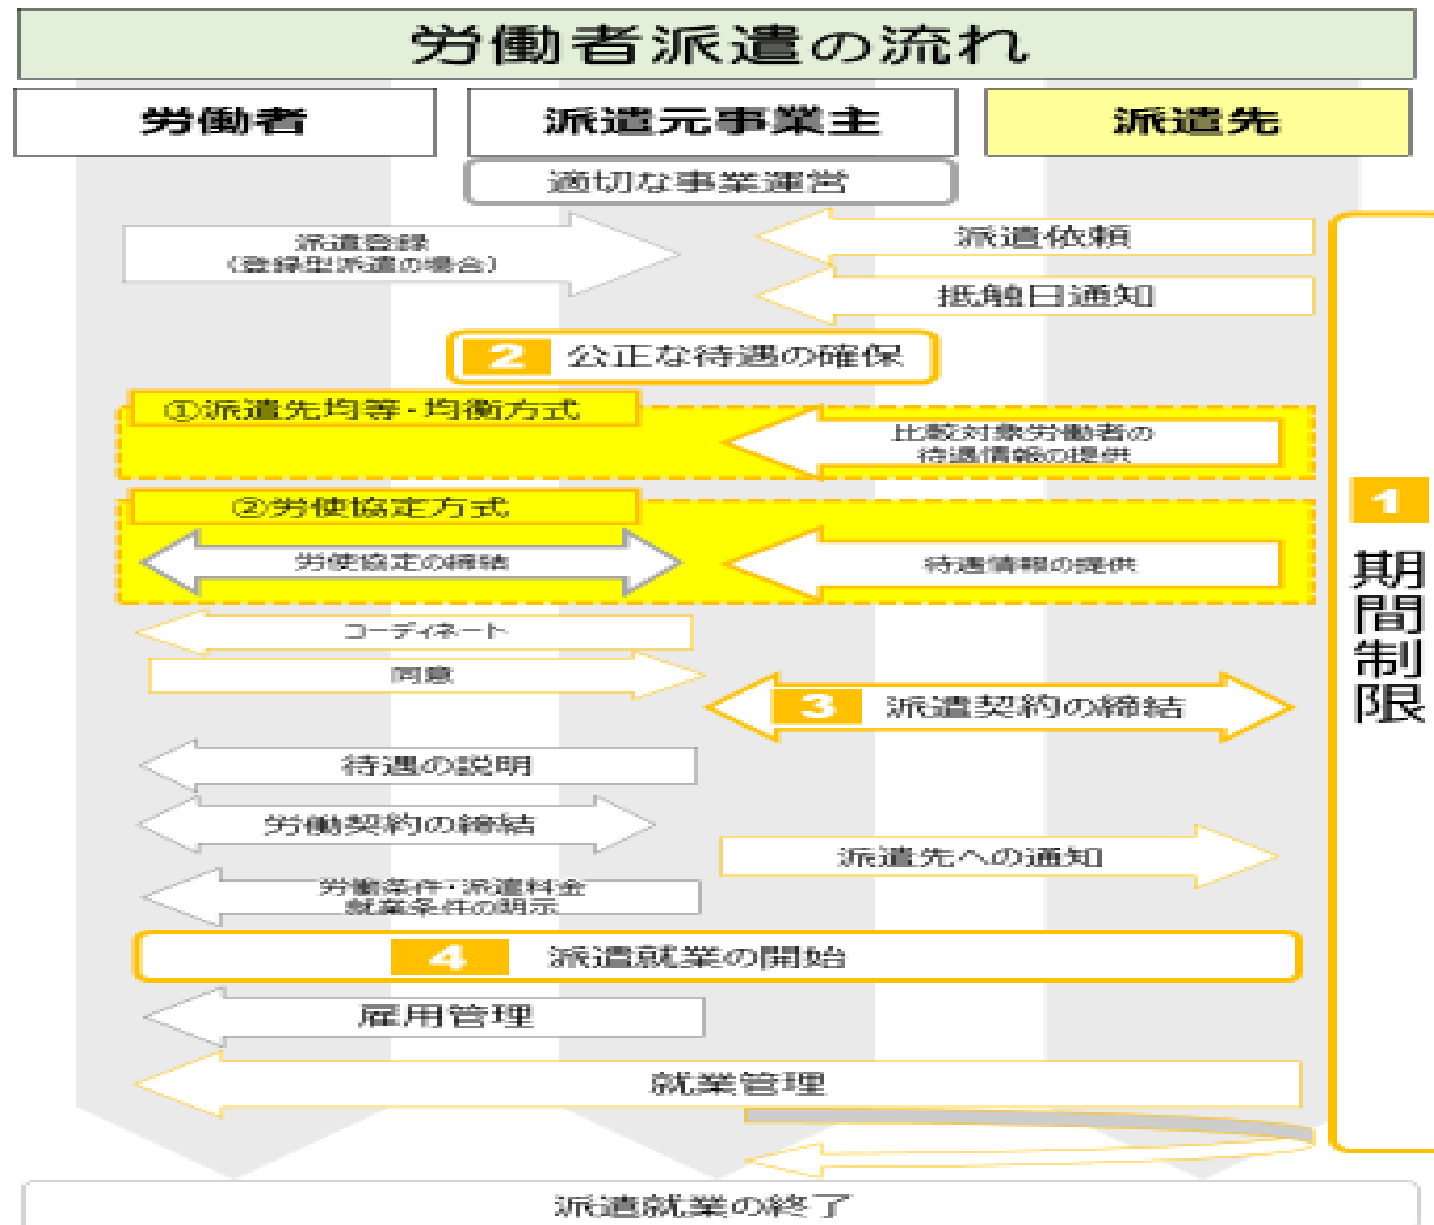 労働者派遣の流れ
労働者
派遣元事業主
派遣先
適切な事業運営
派遣登録
（登録型派遣の場合）
派遣依頼
抵触日通知
2 公正な待遇の確保
①派遣先均等・均衡方式
比較対象労働者の
待遇情報の提供
②労使協定方式
労使協定の締結
待遇情報の提供
1
期間制限
コーディネート
同意
3 派遣契約の締結
待遇の説明
労働契約の締結
派遣先への通知
労働条件・派遣料金
就業条件の明示
4 派遣就業の開始
雇用管理
就業管理
派遣就業の終了